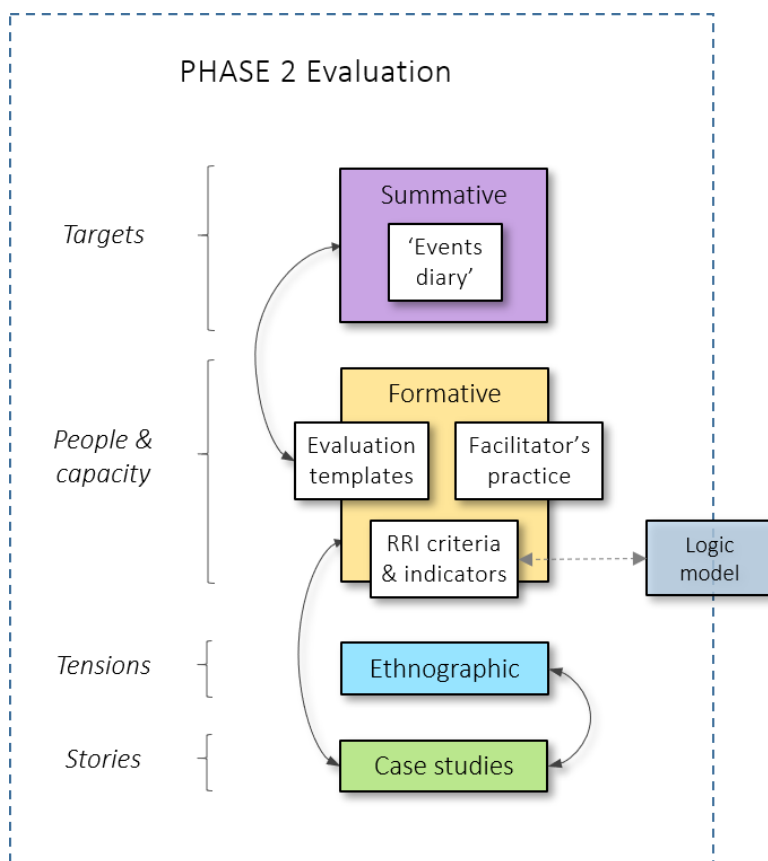 PHASE 2 Evaluation
Targets
Summative
‘Events
diary’
People &
capacity
Formative
Evaluation
templates
Facilitator’s
practice
RRI criteria
& indicators
Logic
model
Tensions
Ethnographic
Stories
Case studies